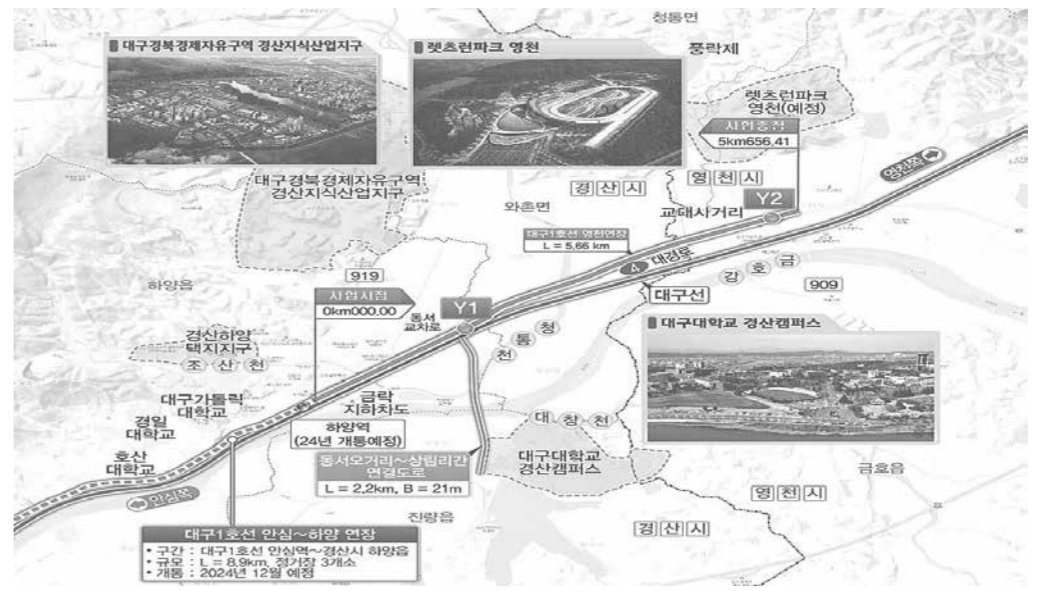 청통면
대구경북경제자유구역 경산지식산업지구
렛츠런파크 영천
풍락제
렛츠런파크
영천(예정)
사업종점
5km656.41
영천쪽
대구경북경제자유구역
경산지식산업지구
경산시
영천시
와촌면
Y2
교대사거리
대구1호선 영천연장
L = 5.66 km
4 대경로
금호강
919
909
대구선
하양읍
사업시점
0km000.00
동서
교차로
Y1
청통천
대구대학교 경산캠퍼스
경산하양
택지지구
조산천
대구가톨릭
대학교
경일
대학교
호산
대학교
금락
지하차도
하양역
(24년 개통예정)
대창천
대구대학교
경산캠퍼스
동서오거리~상림리간
연결도로
L = 2.2km, B = 21m
금호읍
안심쪽
진량읍
영천시
경산시
대구1호선 안심~하양 연장
• 구간 : 대구1호선 안심역~경산시 하양읍
• 규모 : L = 8.9km, 정거장 3개소
• 개통 : 2024년 12월 예정